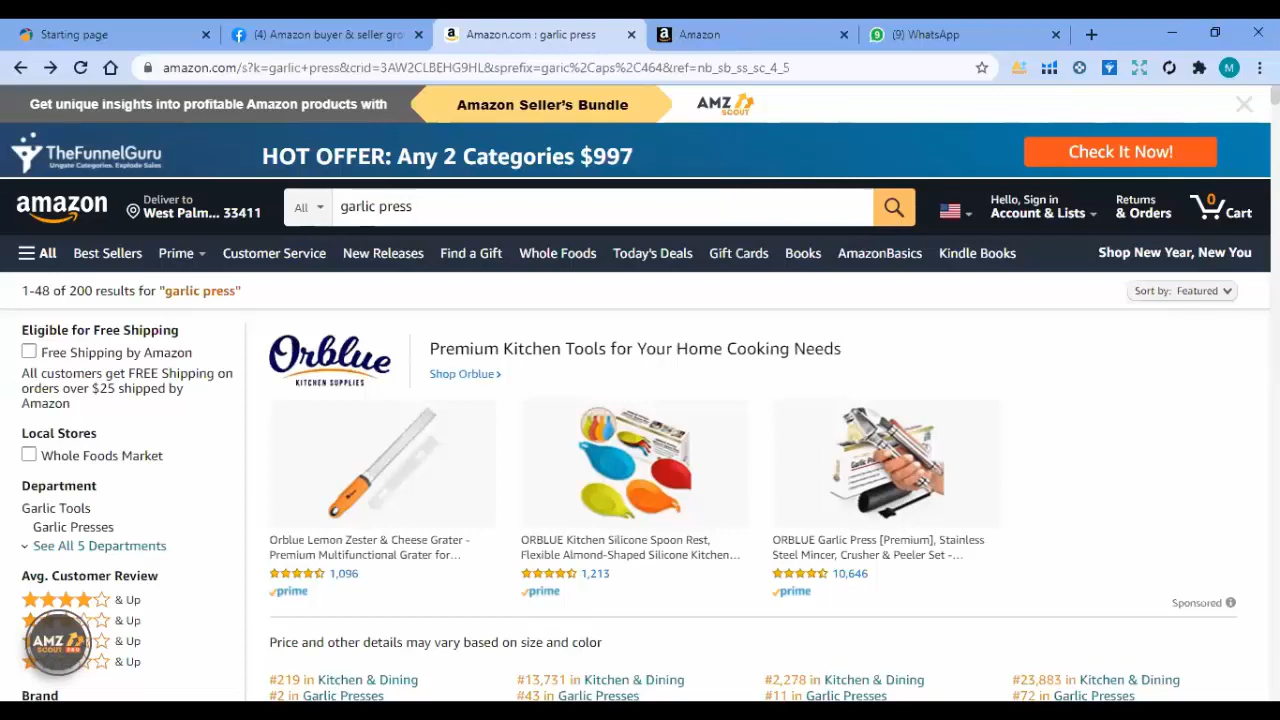 Starting page
(4) Amazon buyer & seller gro
Amazon.com : garlic press
Amazon
(9) WhatsApp
amazon.com/s?k=garlic+press&crid=3AW2CLBEHG9HL&sprefix=garic%2Caps%2C464&ref=nb_sb_ss_sc_4_5
M
Get unique insights into profitable Amazon products with
Amazon Seller's Bundle
AMZ
SCOUT
TheFunnelGuru
Ungate Categories. Explode Sales
HOT OFFER: Any 2 Categories $997
Check It Now!
amazon
Deliver to
West Palm... 33411
All
garlic press
Hello, Sign in
Account & Lists
Returns
& Orders
0
Cart
All
Best Sellers
Prime
Customer Service
New Releases
Find a Gift
Whole Foods
Today's Deals
Gift Cards
Books
AmazonBasics
Kindle Books
Shop New Year, New You
1-48 of 200 results for "garlic press"
Sort by: Featured
Eligible for Free Shipping
Free Shipping by Amazon
All customers get FREE Shipping on
orders over $25 shipped by
Amazon
Local Stores
Whole Foods Market
Department
Garlic Tools
Garlic Presses
See All 5 Departments
Avg. Customer Review
& Up
& Up
& Up
& Up
AMZ
SCOUT PRO
Brand
Orblue
KITCHEN SUPPLIES
Premium Kitchen Tools for Your Home Cooking Needs
Shop Orblue
Orblue Lemon Zester & Cheese Grater -
Premium Multifunctional Grater for...
1,096
prime
ORBLUE Kitchen Silicone Spoon Rest,
Flexible Almond-Shaped Silicone Kitchen...
1,213
prime
ORBLUE Garlic Press [Premium], Stainless
Steel Mincer, Crusher & Peeler Set -...
10,646
prime
Sponsored
Price and other details may vary based on size and color
#219 in Kitchen & Dining
#2 in Garlic Presses
#13,731 in Kitchen & Dining
#43 in Garlic Presses
#2,278 in Kitchen & Dining
#11 in Garlic Presses
#23,883 in Kitchen & Dining
#72 in Garlic Presses